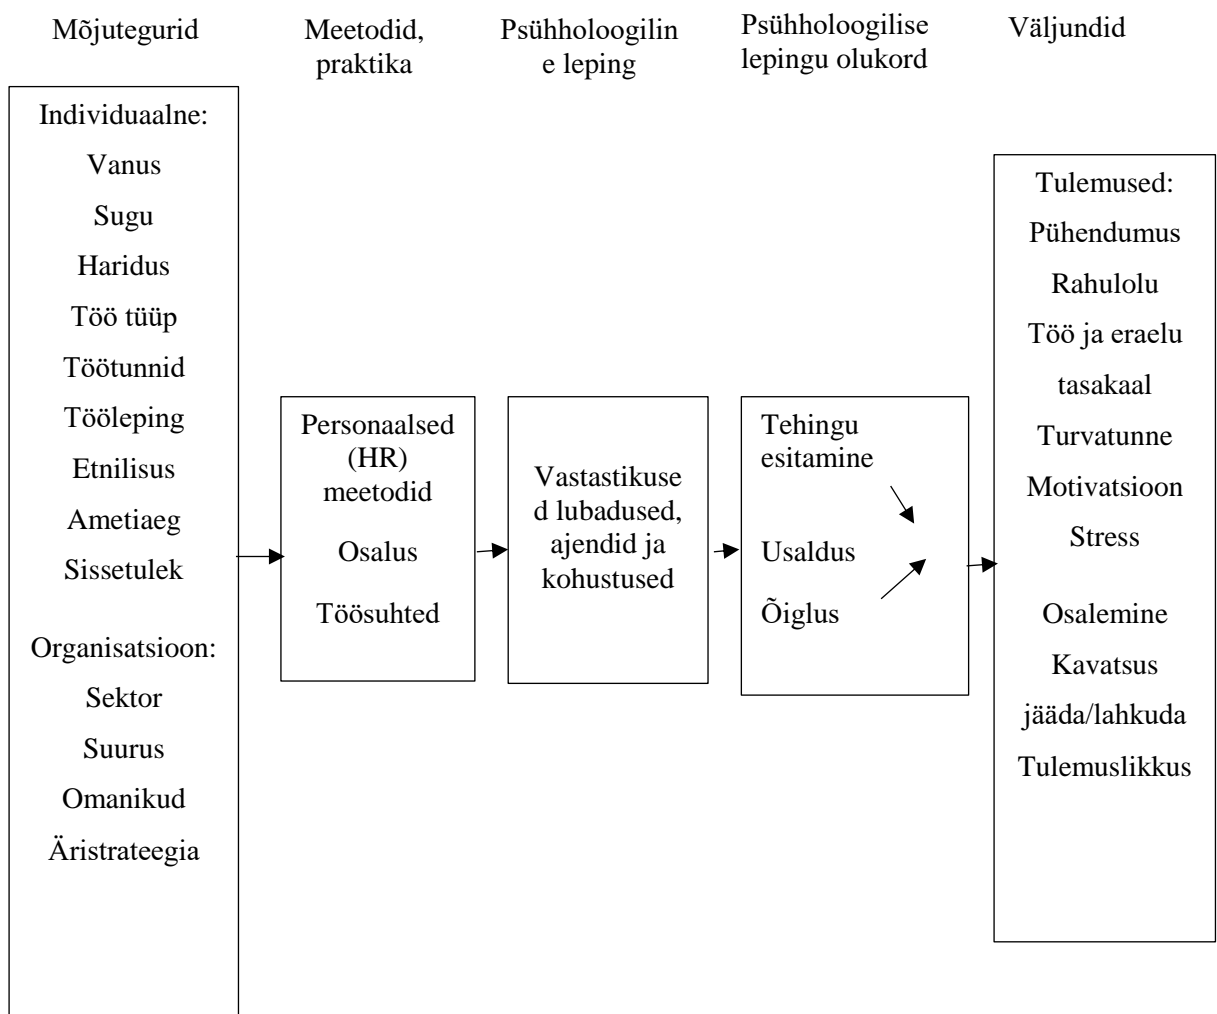 Mõjutegurid
Meetodid,
praktika
Psühholoogilin
e leping
Psühholoogilise
lepingu olukord
Väljundid
Individuaalne:
Vanus
Sugu
Haridus
Töö tüüp
Töötunnid
Tööleping
Etnilisus
Ametiaeg
Sissetulek
Organisatsioon:
Sektor
Suurus
Omanikud
Äristrateegia
Personaalsed
(HR)
meetodid
Osalus
Töösuhted
Vastastikuse
d lubadused,
ajendid ja
kohustused
Tehingu
esitamine
Usaldus
Õiglus
Tulemused:
Pühendumus
Rahulolu
Töö ja eraelu
tasakaal
Turvatunne
Motivatsioon
Stress
Osalemine
Kavatsus
jääda/lahkuda
Tulemuslikkus